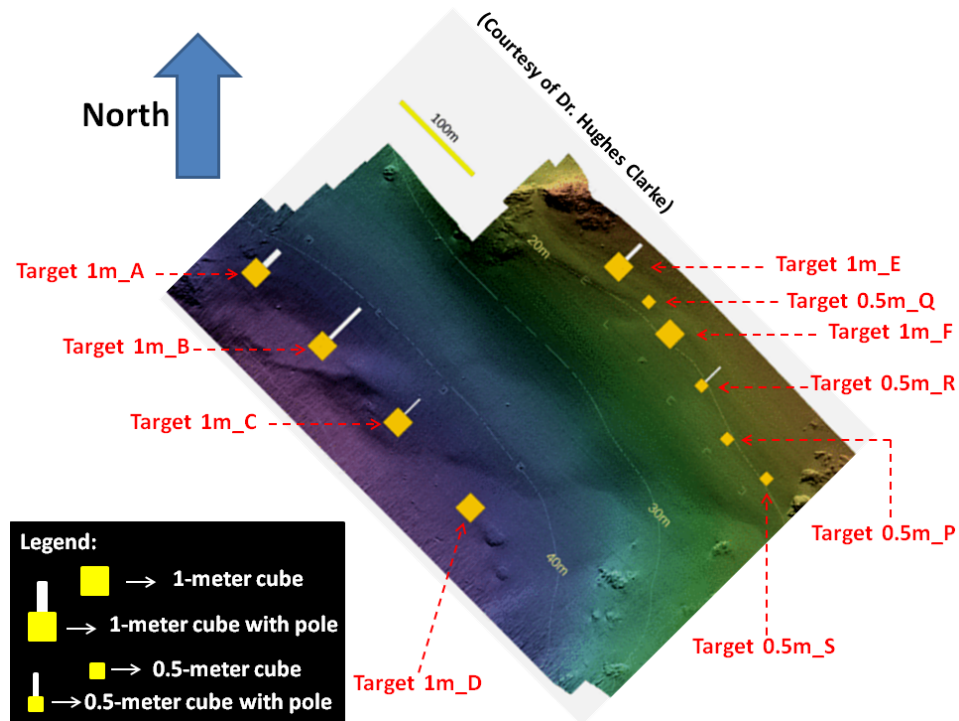 (Courtesy of Dr. Hughes Clarke)
North
100m
20m
Target 1m_A
Target 1m_E
Target 0.5m_Q
Target 1m_B
Target 1m_F
Target 0.5m_R
Target 1m_C
30m
Target 0.5m_P
40m
Target 0.5m_S
Target 1m_D
Legend:
1-meter cube
1-meter cube with pole
0.5-meter cube
0.5-meter cube with pole